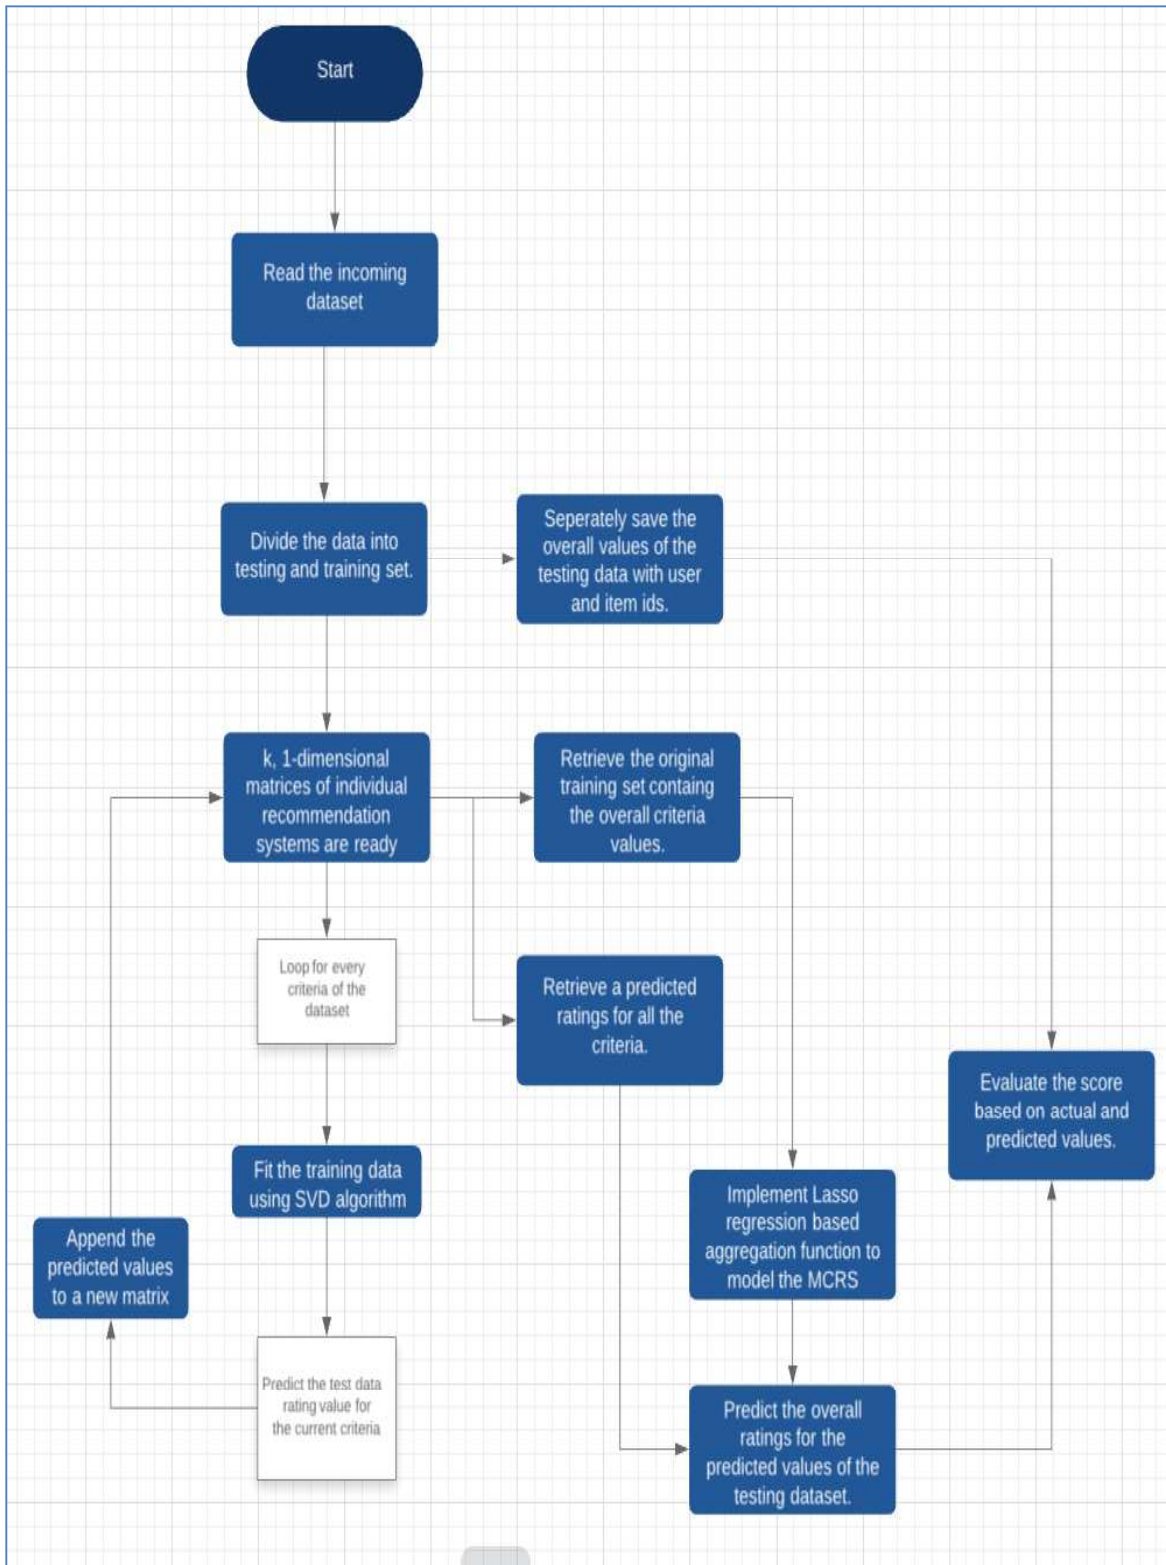 Start
Read the incoming
dataset
Divide the data into
testing and training set.
Seperately save the
overall values of the
testing data with user
and item ids.
k, 1-dimensional
matrices of individual
recommendation
systems are ready
Retrieve the original
training set containg
the overall criteria
values.
Loop for every
criteria of the
dataset
Retrieve a predicted
ratings for all the
criteria.
Evaluate the score
based on actual and
predicted values.
Fit the training data
using SVD algorithm
Implement Lasso
regression based
aggregation function to
model the MCRS
Append the
predicted values
to a new matrix
Predict the test data
rating value for
the current criteria
Predict the overall
ratings for the
predicted values of the
testing dataset.